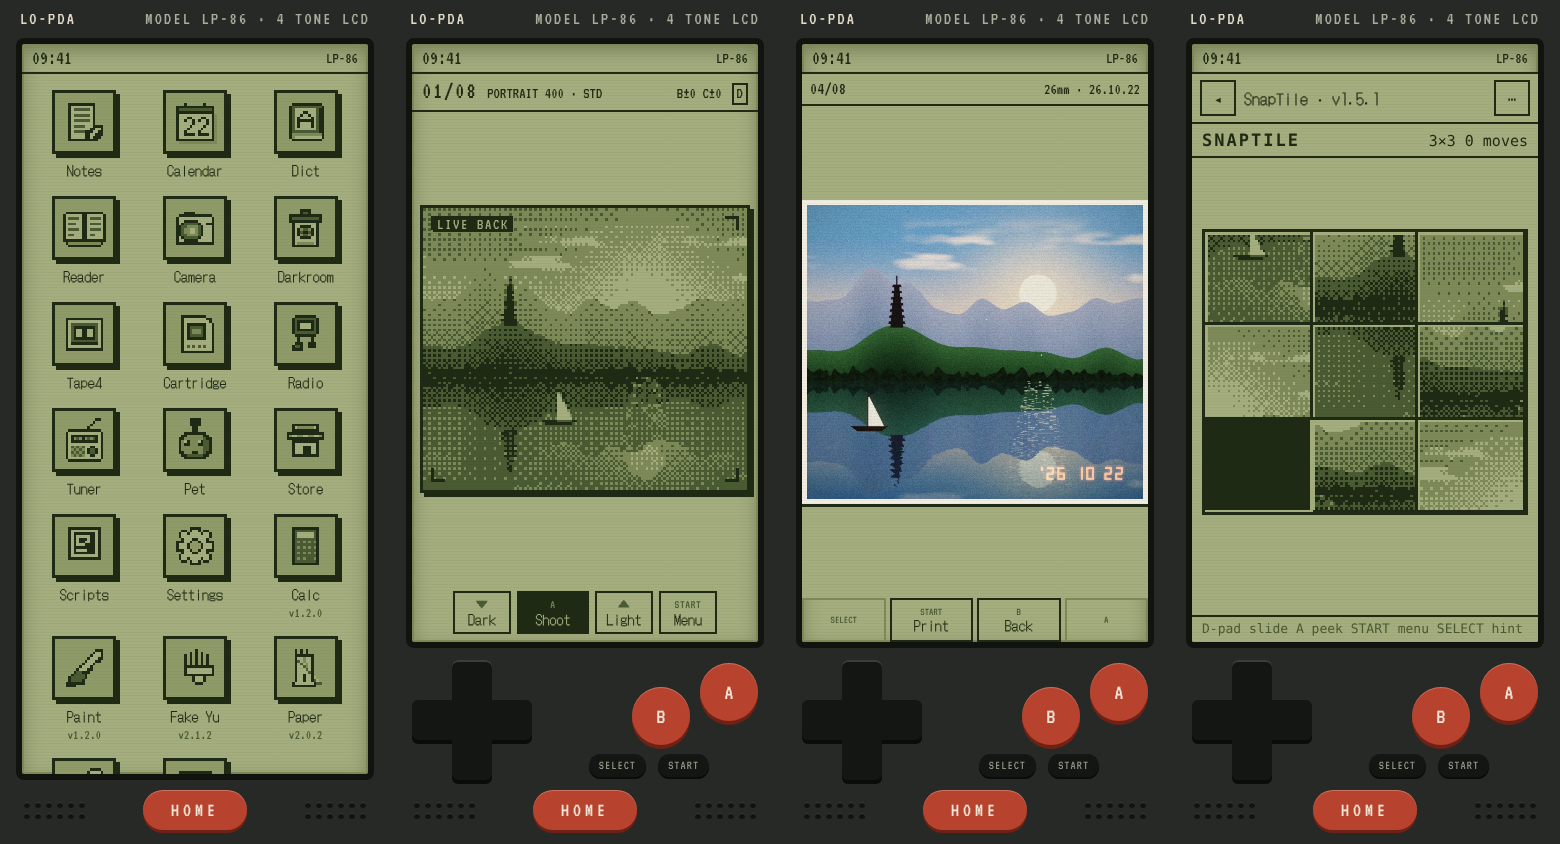 LO-PDA MODEL LP-86 · 4 TONE LCD
09:41 LP-86
Notes Calendar Dict
22
A
Reader Camera Darkroom
Tape4 Cartridge Radio
Tuner Pet Store
Scripts Settings Calc
v1.2.0
Paint Fake Yu Paper
v1.2.0 v2.1.2 v2.0.2
HOME
LO-PDA MODEL LP-86 · 4 TONE LCD
09:41 LP-86
01/08 PORTRAIT 400 · STD B±0 C±0 D
LIVE BACK
▼ A ▲ START
Dark Shoot Light Menu
A
B
SELECT START
HOME
LO-PDA MODEL LP-86 · 4 TONE LCD
09:41 LP-86
04/08 26mm · 26.10.22
'26 10 22
SELECT START B A
Print Back
A
B
SELECT START
HOME
LO-PDA MODEL LP-86 · 4 TONE LCD
09:41 LP-86
◂ SnapTile · v1.5.1 ⋯
SNAPTILE 3×3 0 moves
D-pad slide A peek START menu SELECT hint
A
B
SELECT START
HOME